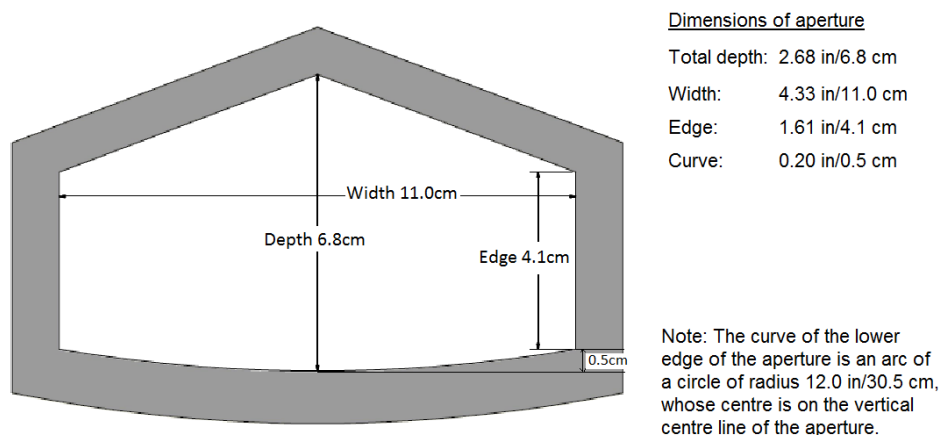 Width 11.0cm
Depth 6.8cm
Edge 4.1cm
0.5cm
Dimensions of aperture
Total depth: 2.68 in/6.8 cm
Width: 4.33 in/11.0 cm
Edge: 1.61 in/4.1 cm
Curve: 0.20 in/0.5 cm
Note: The curve of the lower
edge of the aperture is an arc of
a circle of radius 12.0 in/30.5 cm,
whose centre is on the vertical
centre line of the aperture.